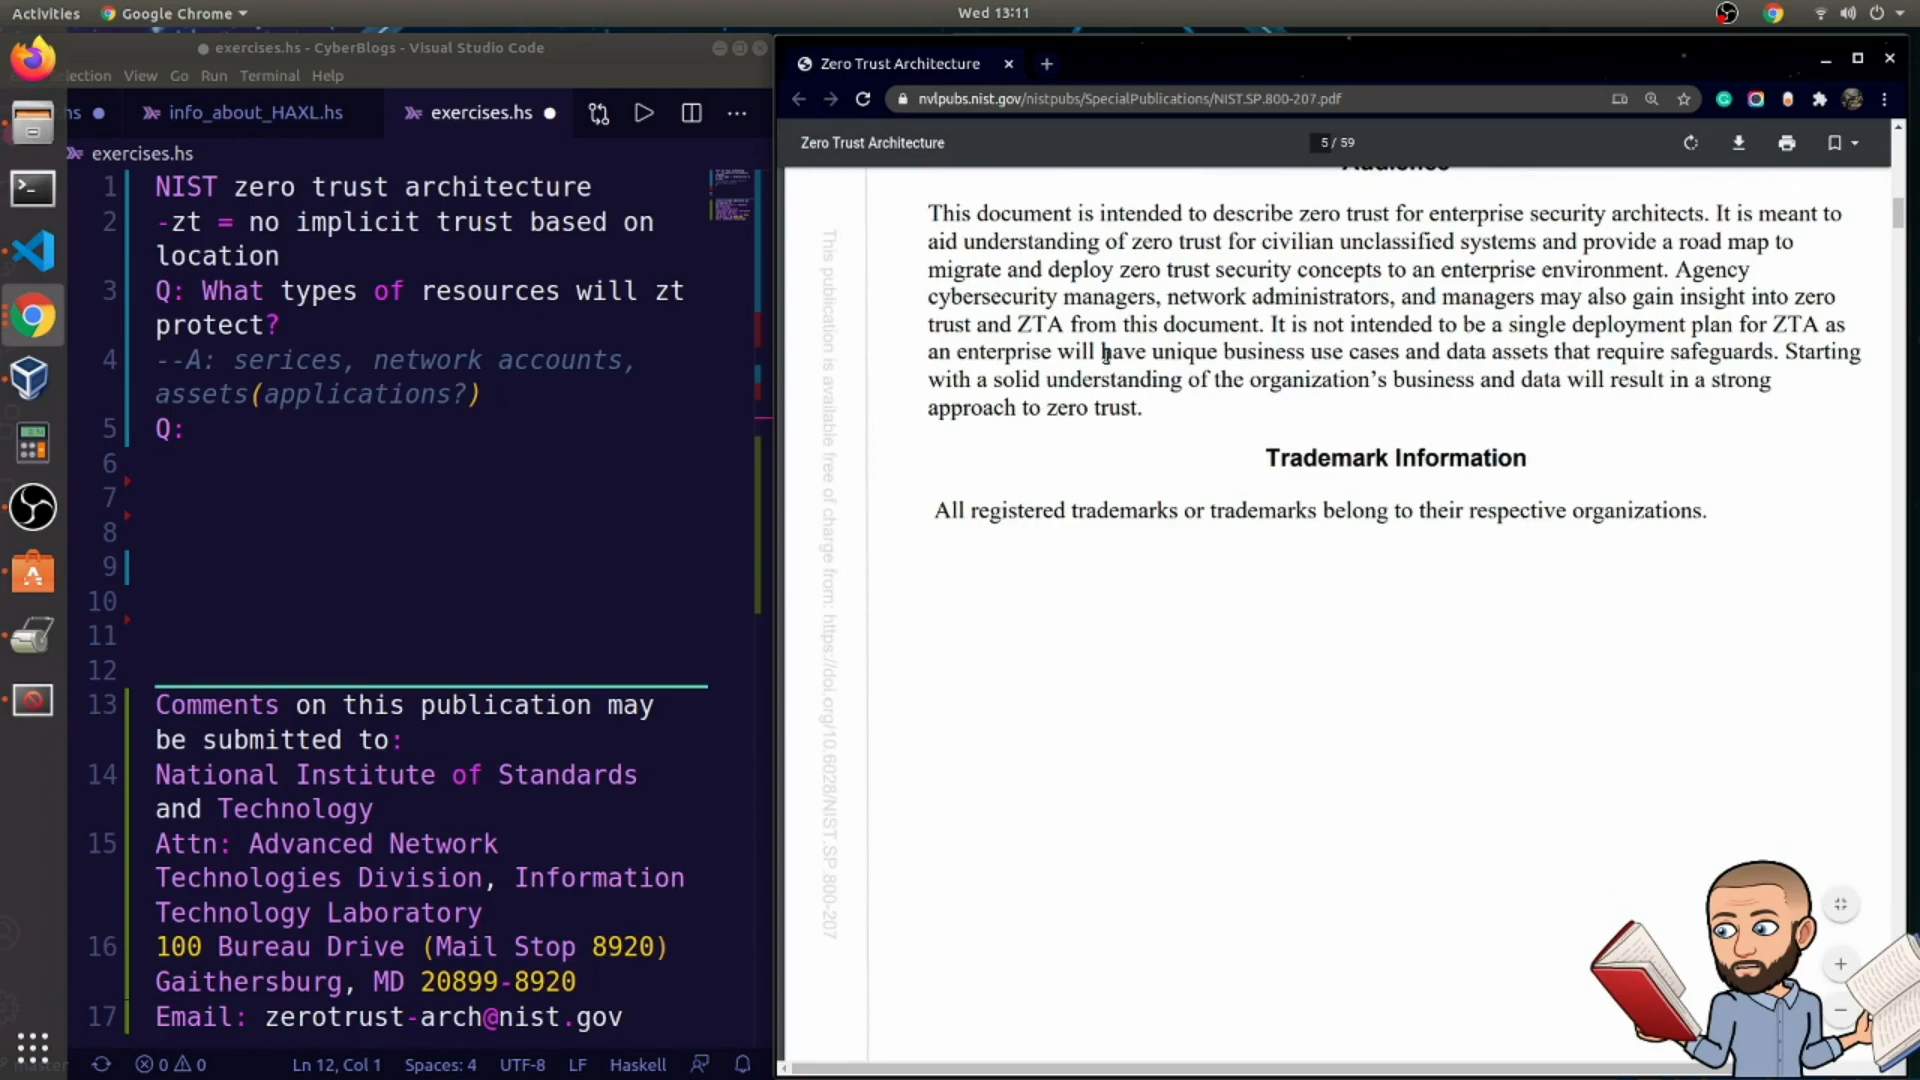 Activities
Google Chrome
Wed 13:11
exercises.hs - CyberBlogs - Visual Studio Code
View Go Run Terminal Help
info_about_HAXL.hs
exercises.hs
exercises.hs
1 NIST zero trust architecture
2 -zt = no implicit trust based on
location
3 Q: What types of resources will zt
protect?
4 --A: serices, network accounts,
assets(applications?)
5 Q:
6
7
8
9
10
11
12
13 Comments on this publication may
be submitted to:
14 National Institute of Standards
and Technology
15 Attn: Advanced Network
Technologies Division, Information
Technology Laboratory
16 100 Bureau Drive (Mail Stop 8920)
Gaithersburg, MD 20899-8920
17 Email: zerotrust-arch@nist.gov
0 0
Ln 12, Col 1
Spaces: 4
UTF-8
LF
Haskell
Zero Trust Architecture
nvlpubs.nist.gov/nistpubs/SpecialPublications/NIST.SP.800-207.pdf
Zero Trust Architecture
5 / 59
This document is intended to describe zero trust for enterprise security architects. It is meant to
aid understanding of zero trust for civilian unclassified systems and provide a road map to
migrate and deploy zero trust security concepts to an enterprise environment. Agency
cybersecurity managers, network administrators, and managers may also gain insight into zero
trust and ZTA from this document. It is not intended to be a single deployment plan for ZTA as
an enterprise will have unique business use cases and data assets that require safeguards. Starting
with a solid understanding of the organization's business and data will result in a strong
approach to zero trust.
Trademark Information
All registered trademarks or trademarks belong to their respective organizations.
This publication is available free of charge from: https://doi.org/10.6028/NIST.SP.800-207